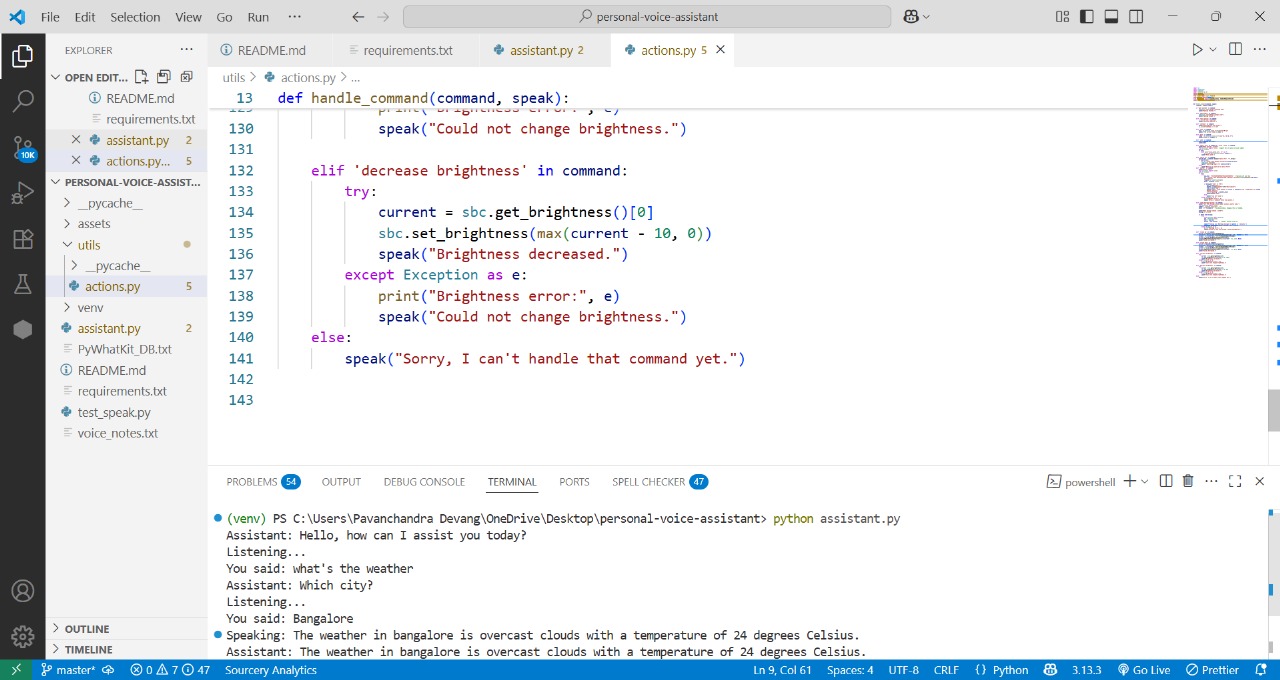 File Edit Selection View Go Run ··· personal-voice-assistant
EXPLORER ···
OPEN EDIT...
README.md
requirements.txt
assistant.py 2
actions.py... 5
PERSONAL-VOICE-ASSIST...
__pycache__
assets
utils
__pycache__
actions.py 5
venv
assistant.py 2
PyWhatKit_DB.txt
README.md
requirements.txt
test_speak.py
voice_notes.txt
OUTLINE
TIMELINE
10K
README.md requirements.txt assistant.py 2 actions.py 5
utils > actions.py > ...
13 def handle_command(command, speak):
130 speak("Could not change brightness.")
131
132 elif decrease brightness in command:
133 try:
134 current = sbc.get_brightness()[0]
135 sbc.set_brightness(max(current - 10, 0))
136 speak("Brightness decreased.")
137 except Exception as
138 print("Brightness error:", e)
139 speak("Could not change brightness.")
140 else:
141 speak("Sorry, I can't handle that command yet.")
142
143
PROBLEMS 54 OUTPUT DEBUG CONSOLE TERMINAL PORTS SPELL CHECKER 47 powershell
(venv) PS C:\Users\Pavanchandra Devang\OneDrive\Desktop\personal-voice-assistant> python assistant.py
Assistant: Hello, how can I assist you today?
Listening...
You said: what's the weather
Assistant: Which city?
Listening...
You said: Bangalore
Speaking: The weather in bangalore is overcast clouds with a temperature of 24 degrees Celsius.
Assistant: The weather in bangalore is overcast clouds with a temperature of 24 degrees Celsius.
master* 0 7 47 Sourcery Analytics Ln 9, Col 61 Spaces: 4 UTF-8 CRLF {} Python 3.13.3 Go Live Prettier